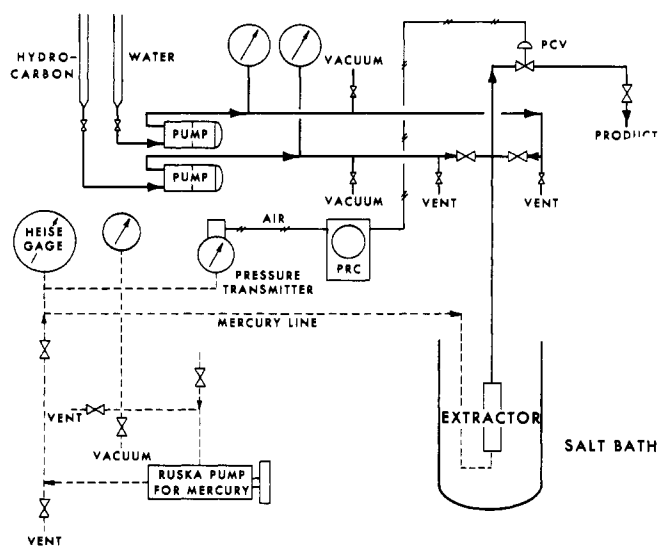 HYDRO-
CARBON
WATER
VACUUM
PCV
PUMP
PUMP
PRODUCT
VACUUM
VENT
VENT
HEISE
GAGE
AIR
PRESSURE
TRANSMITTER
PRC
MERCURY LINE
VENT
VACUUM
EXTRACTOR
SALT BATH
RUSKA PUMP
FOR MERCURY
VENT